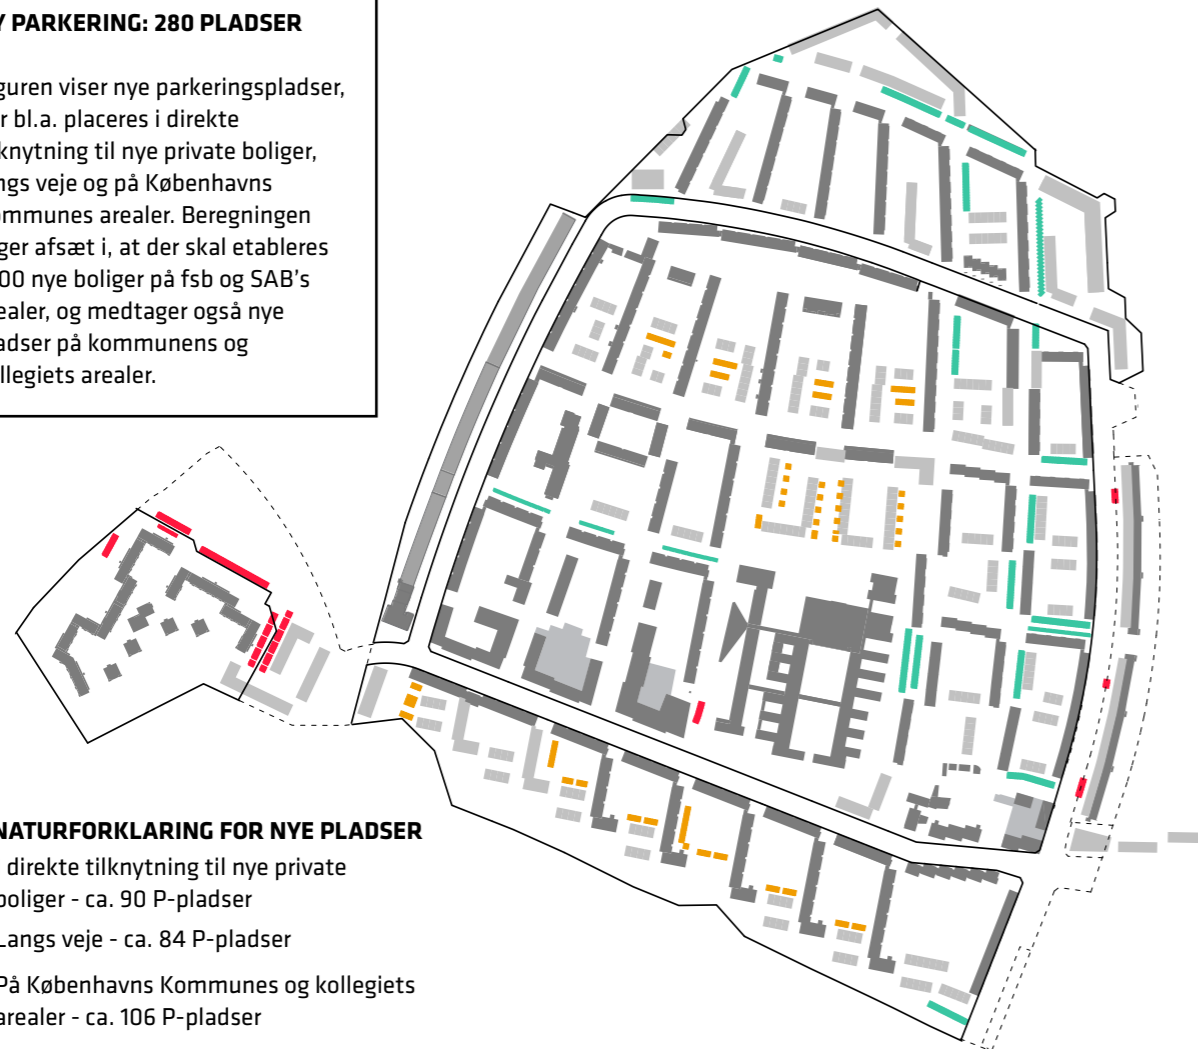 Y PARKERING: 280 PLADSER
guren viser nye parkeringspladser,
r bl.a. placeres i direkte
knytning til nye private boliger,
ngs veje og på Københavns
ommunes arealer. Beregningen
ger afsæt i, at der skal etableres
00 nye boliger på fsb og SAB's
ealer, og medtager også nye
adser på kommunens og
llegiets arealer.
NATURFORKLARING FOR NYE PLADSER
direkte tilknytning til nye private
boliger - ca. 90 P-pladser
Langs veje - ca. 84 P-pladser
På Københavns Kommunes og kollegiets
arealer - ca. 106 P-pladser